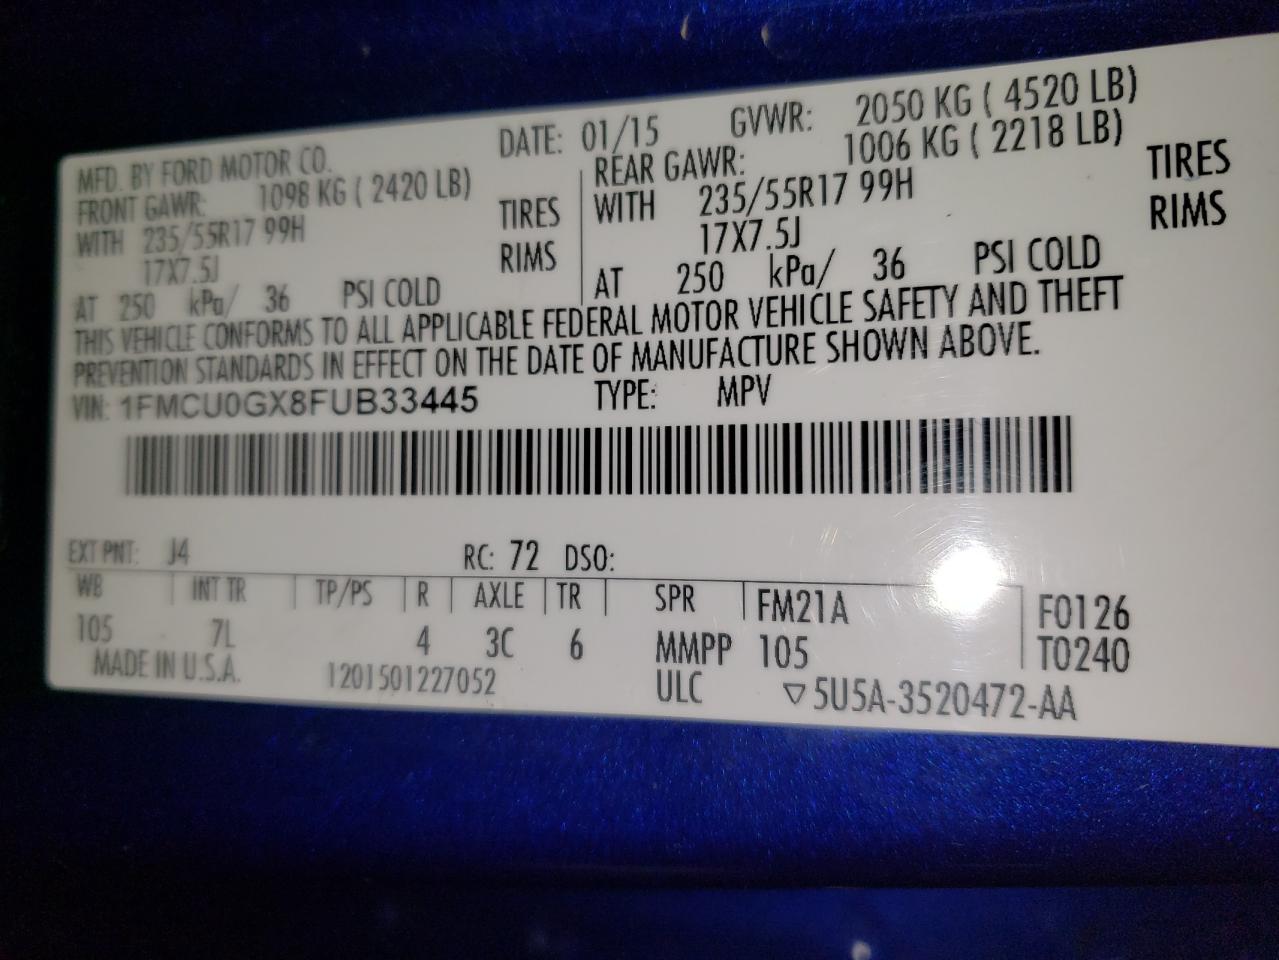 MFD. BY FORD MOTOR CO. DATE: 01/15 GVWR: 2050 KG ( 4520 LB)
FRONT GAWR: 1098 KG ( 2420 LB) REAR GAWR: 1006 KG ( 2218 LB)
WITH 235/55R17 99H TIRES WITH 235/55R17 99H TIRES
17X7.5J RIMS 17X7.5J RIMS
AT 250 kPa/ 36 PSI COLD AT 250 kPa/ 36 PSI COLD
THIS VEHICLE CONFORMS TO ALL APPLICABLE FEDERAL MOTOR VEHICLE SAFETY AND THEFT
PREVENTION STANDARDS IN EFFECT ON THE DATE OF MANUFACTURE SHOWN ABOVE.
VIN: 1FMCU0GX8FUB33445 TYPE: MPV
EXT PNT: J4 RC: 72 DSO:
WB INT TR TP/PS R AXLE TR SPR FM21A F0126
105 7L 4 3C 6 MMPP 105 T0240
MADE IN U.S.A. 1201501227052 ULC ▽5U5A-3520472-AA